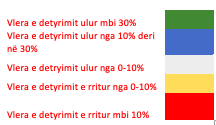 Vlera e detyrimit ulur mbi 30%
Vlera e detryimit ulur nga 10% deri
në 30%
Vlera e detyrimit ulur nga 0-10%
Vlera e detyrimit e rritur nga 0-10%
Vlera e detyrimit e rritur mbi 10%